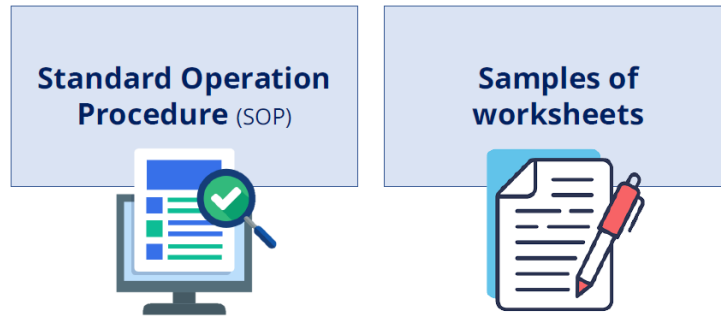 Standard Operation
Procedure (SOP)
Samples of
worksheets